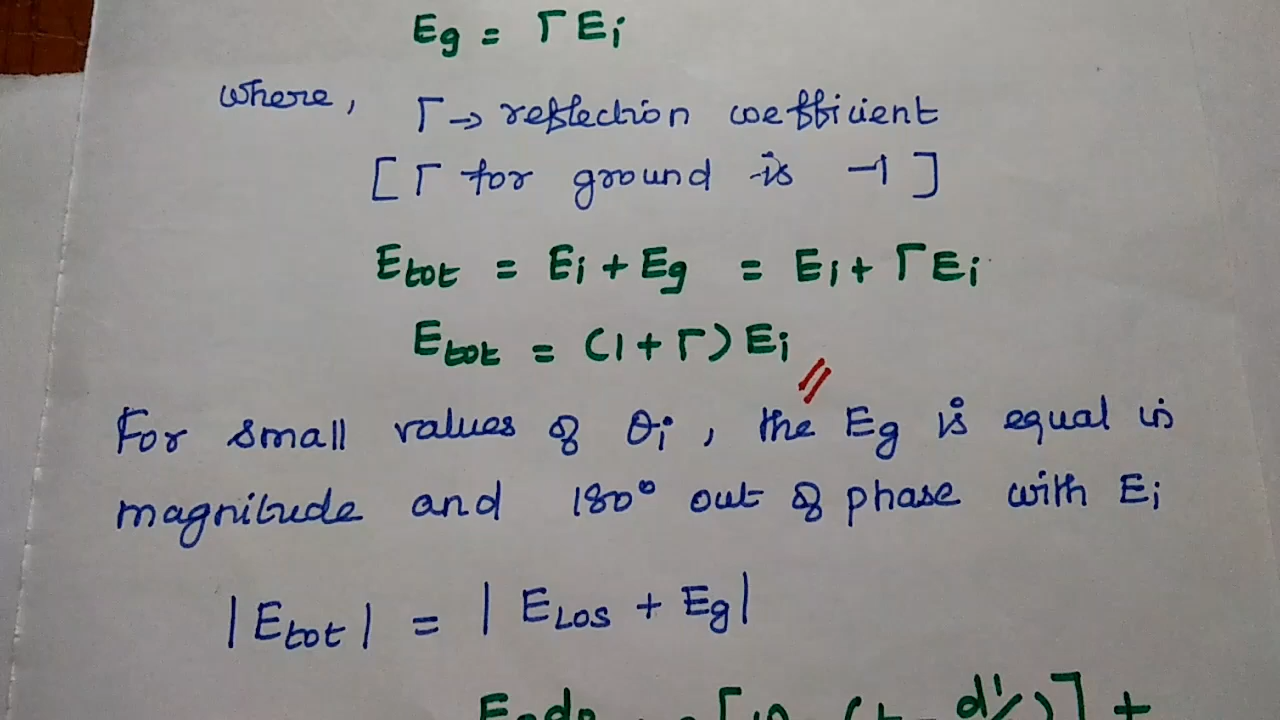 Eg = Γ Ei
where, Γ → reflection coefficient
[ Γ for ground is -1 ]
Etot = Ei + Eg = Ei + Γ Ei
Etot = (1 + Γ) Ei //
For small values of θi, the Eg is equal in
magnitude and 180° out of phase with Ei
|Etot| = | ELOS + Eg|